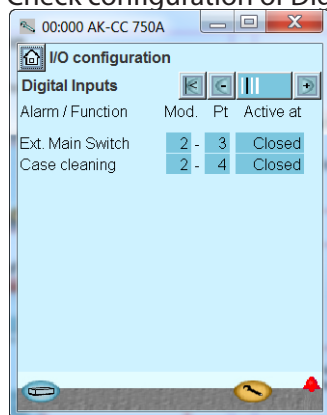 Check configuration of Dig
00:000 AK-CC 750A
I/O configuration
Digital Inputs
Alarm / Function Mod. Pt Active at
Ext. Main Switch 2 - 3 Closed
Case cleaning 2 - 4 Closed